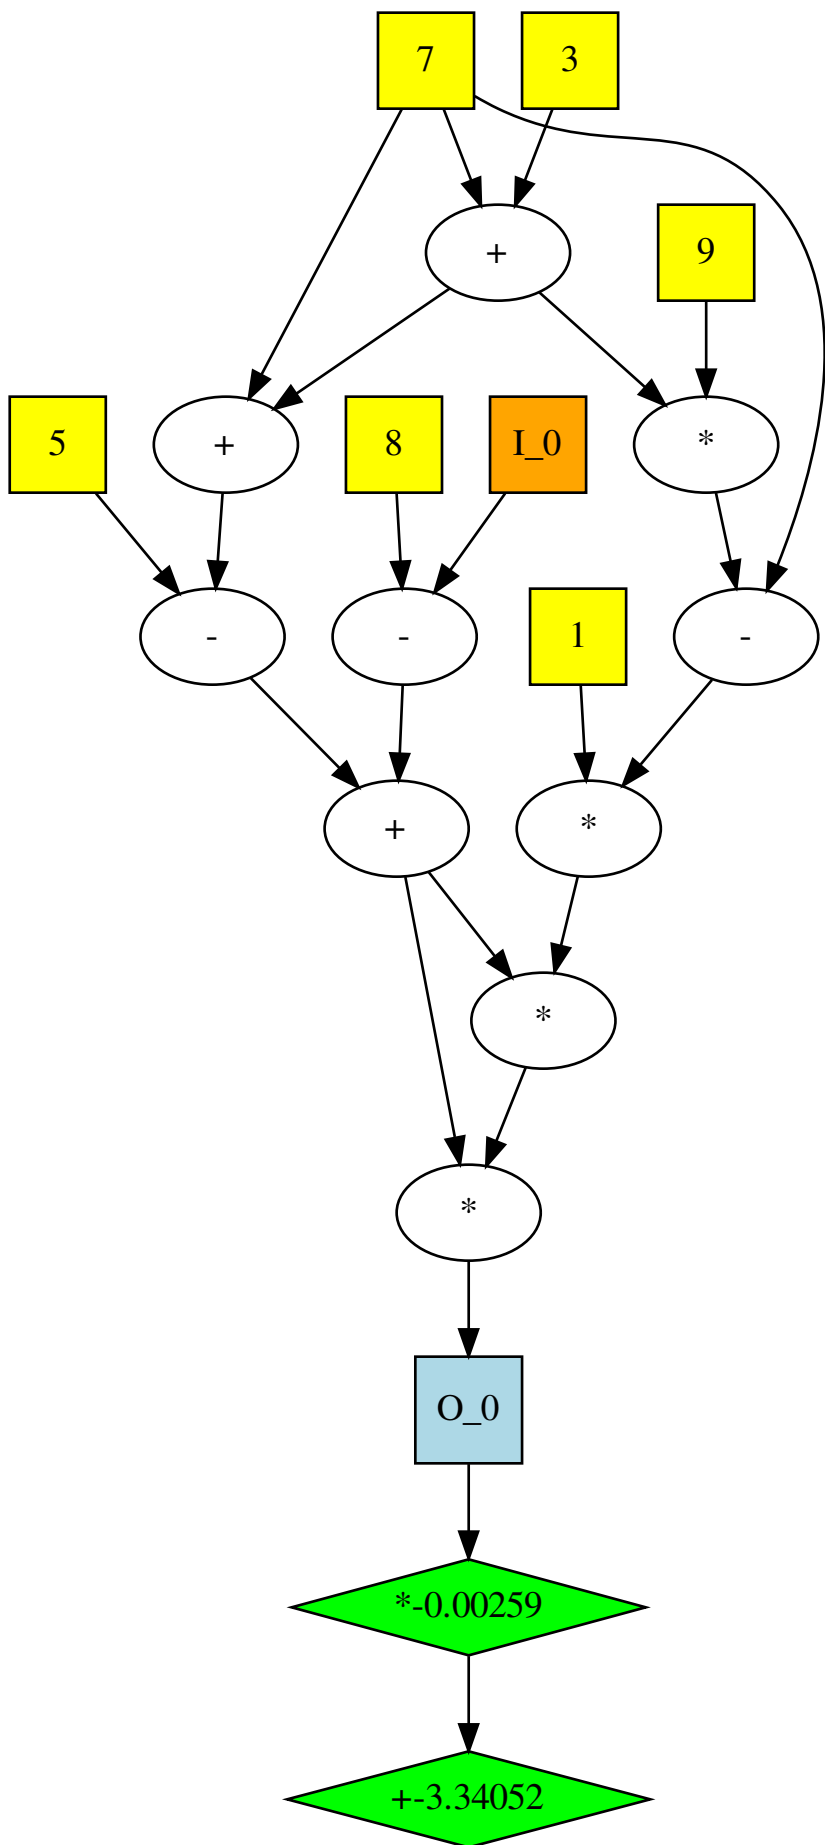 7 3
+ 9
5 + 8 I_0 *
- - 1 -
+ *
*
*
O_0
*-0.00259
+-3.34052